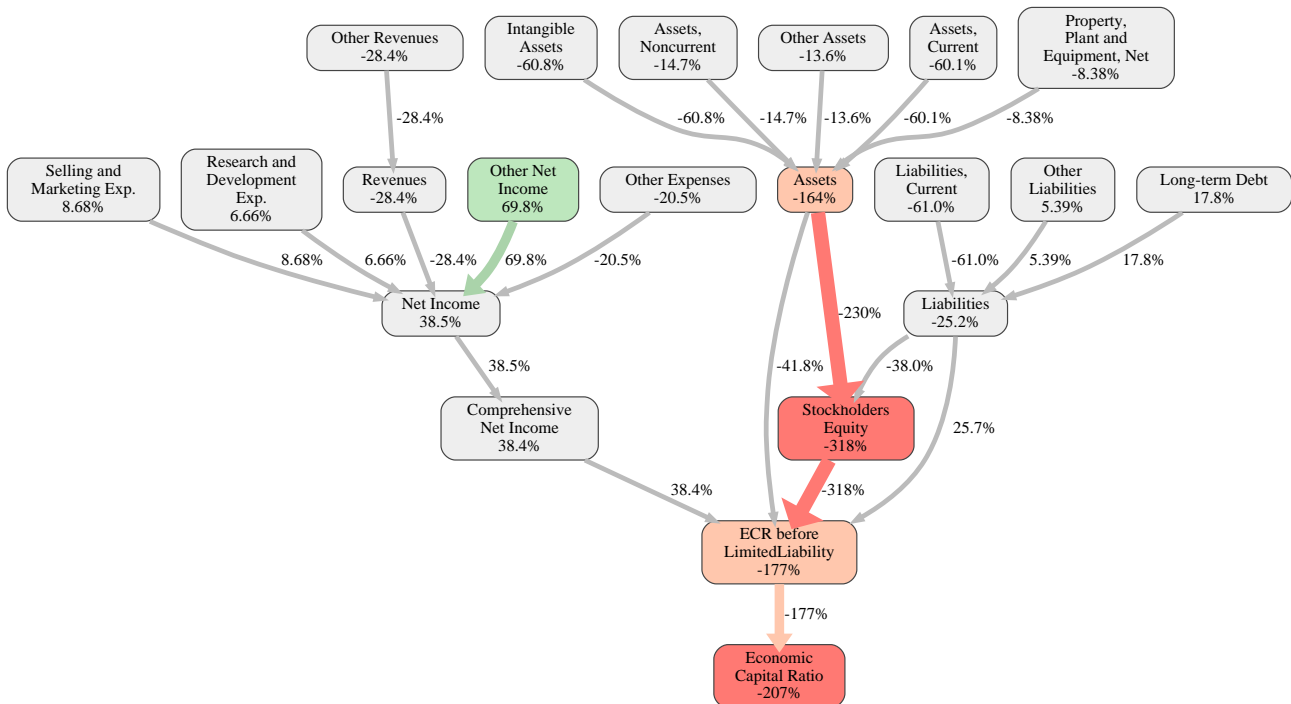 Other Revenues
-28.4%
Intangible
Assets
-60.8%
Assets,
Noncurrent
-14.7%
Other Assets
-13.6%
Assets,
Current
-60.1%
Property,
Plant and
Equipment, Net
-8.38%
-28.4%
-60.8%
-14.7%
-13.6%
-60.1%
-8.38%
Selling and
Marketing Exp.
8.68%
Research and
Development
Exp.
6.66%
Revenues
-28.4%
Other Net
Income
69.8%
Other Expenses
-20.5%
Assets
-164%
Liabilities,
Current
-61.0%
Other
Liabilities
5.39%
Long-term Debt
17.8%
8.68%
6.66%
-28.4%
69.8%
-20.5%
-61.0%
5.39%
17.8%
Net Income
38.5%
-230%
Liabilities
-25.2%
38.5%
-41.8%
-38.0%
Comprehensive
Net Income
38.4%
Stockholders
Equity
-318%
25.7%
38.4%
-318%
ECR before
LimitedLiability
-177%
-177%
Economic
Capital Ratio
-207%